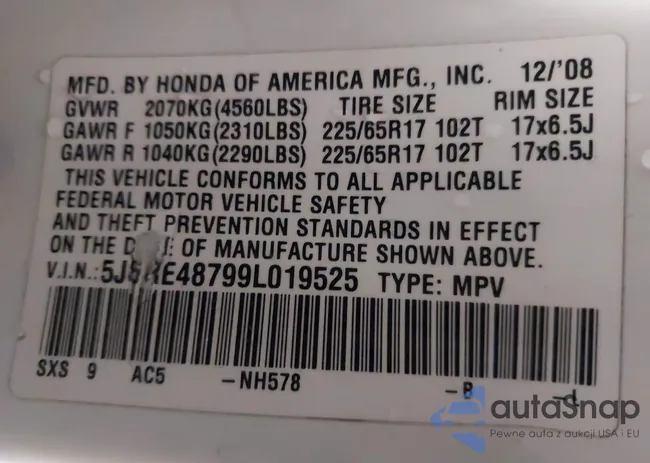 MFD. BY HONDA OF AMERICA MFG., INC. 12/'08
GVWR 2070KG(4560LBS) TIRE SIZE RIM SIZE
GAWR F 1050KG(2310LBS) 225/65R17 102T 17x6.5J
GAWR R 1040KG(2290LBS) 225/65R17 102T 17x6.5J
THIS VEHICLE CONFORMS TO ALL APPLICABLE
FEDERAL MOTOR VEHICLE SAFETY
AND THEFT PREVENTION STANDARDS IN EFFECT
ON THE OF MANUFACTURE SHOWN ABOVE.
V.I.N.: TYPE: MPV
SXS 9 AC5 -NH578 -B -d
autaSnap
Pewne auta z aukcji USA i EU